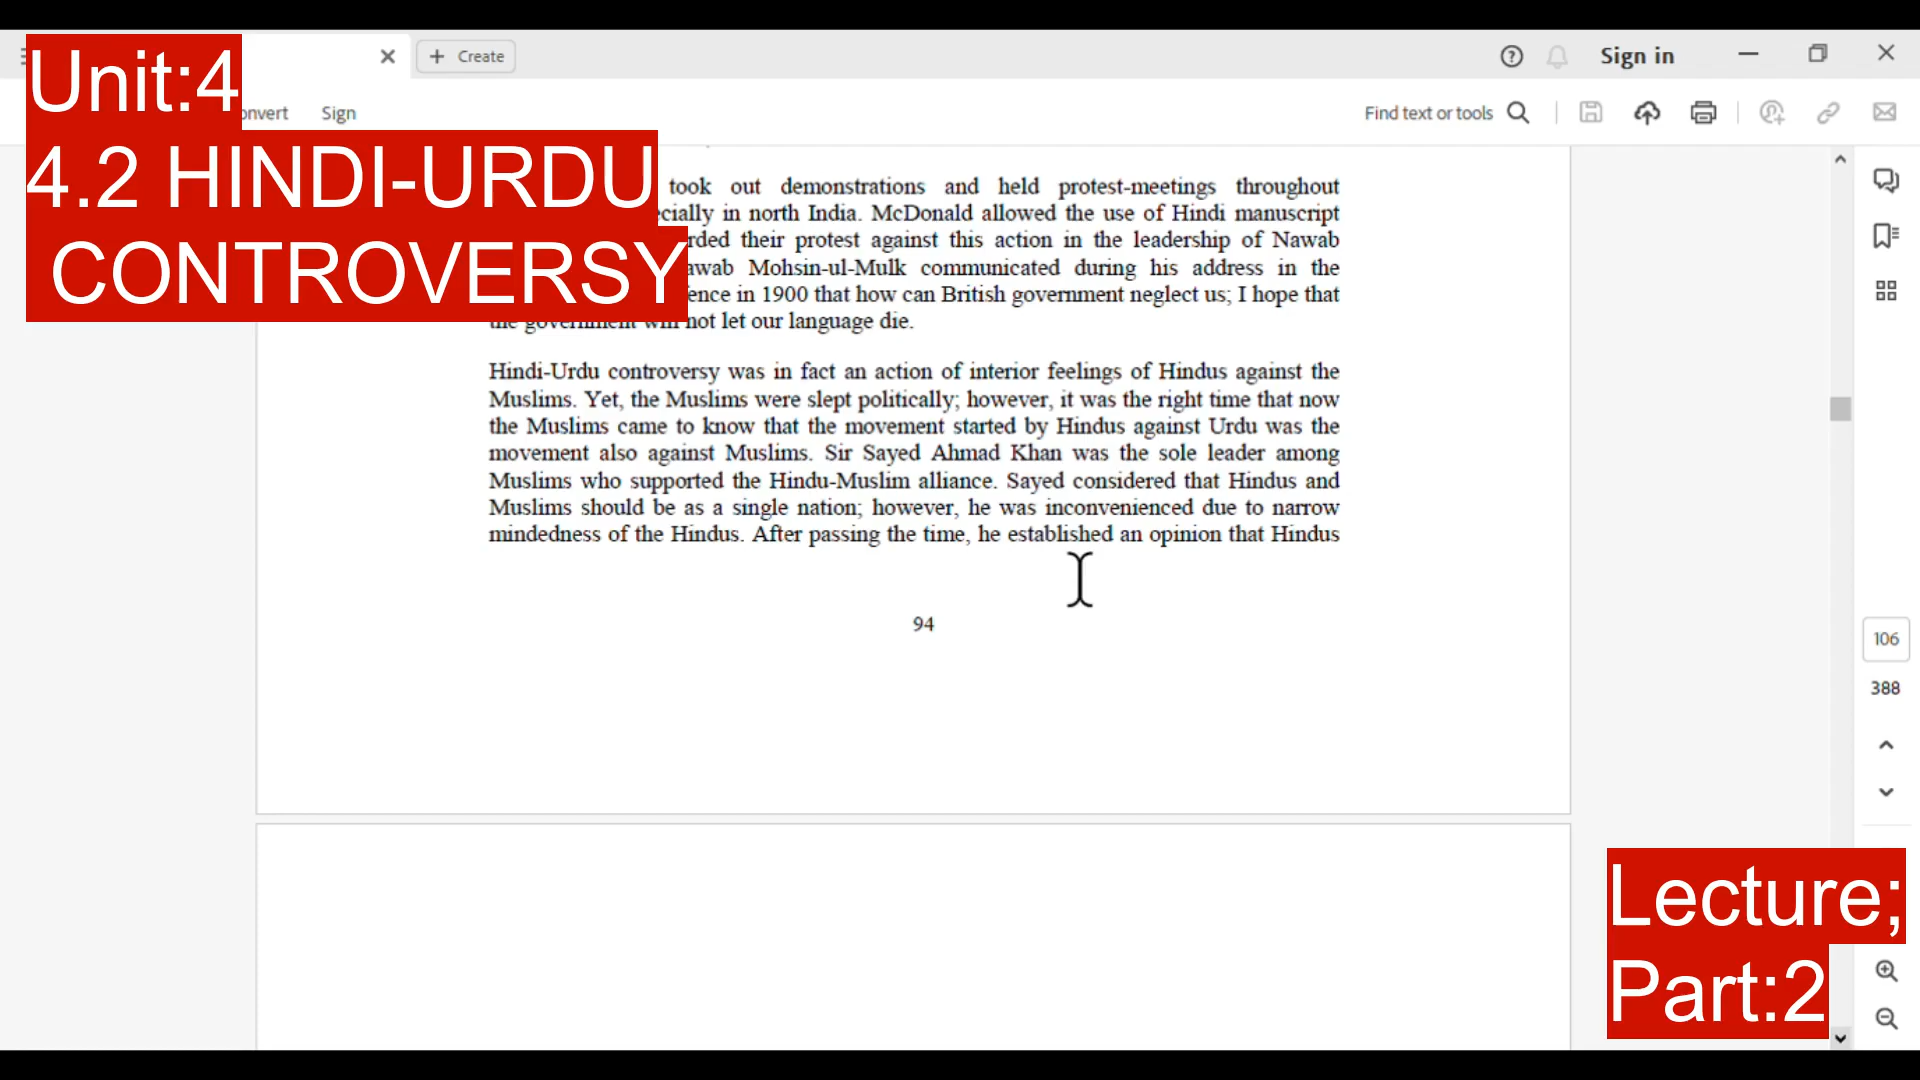 Unit:4
4.2 HINDI-URDU
CONTROVERSY
Create
Sign in
Sign
Find text or tools
took out demonstrations and held protest-meetings throughout
in north India. McDonald allowed the use of Hindi manuscript
their protest against this action in the leadership of Nawab
Mohsin-ul-Mulk communicated during his address in the
in 1900 that how can British government neglect us; I hope that
the government will not let our language die.
Hindi-Urdu controversy was in fact an action of interior feelings of Hindus against the
Muslims. Yet, the Muslims were slept politically; however, it was the right time that now
the Muslims came to know that the movement started by Hindus against Urdu was the
movement also against Muslims. Sir Sayed Ahmad Khan was the sole leader among
Muslims who supported the Hindu-Muslim alliance. Sayed considered that Hindus and
Muslims should be as a single nation; however, he was inconvenienced due to narrow
mindedness of the Hindus. After passing the time, he established an opinion that Hindus
94
106
388
Lecture;
Part:2